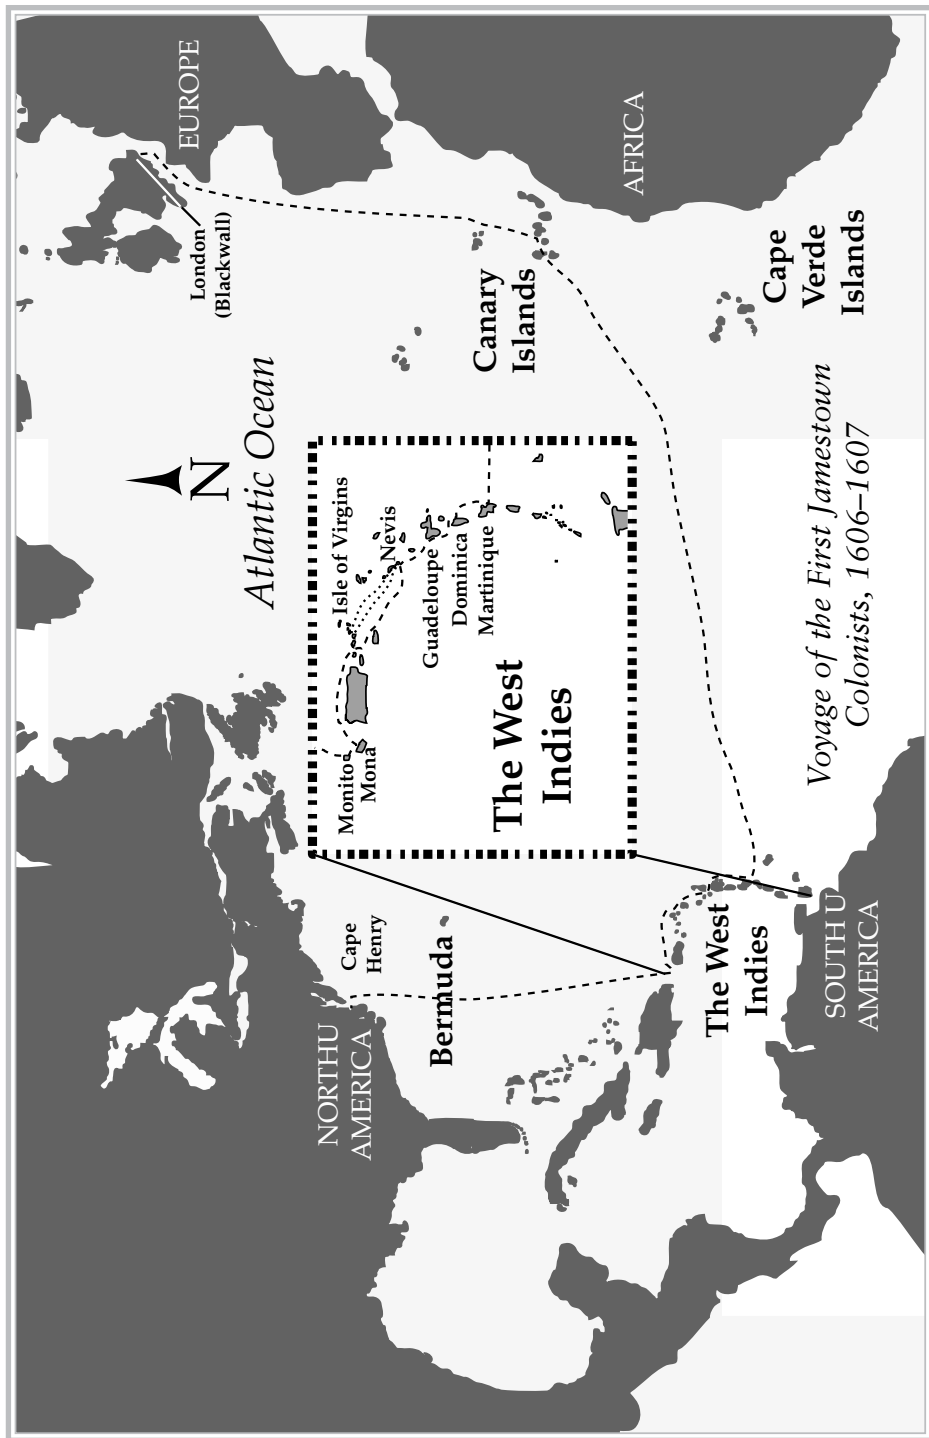 EUROPE
AFRICA
London
(Blackwall)
Canary
Islands
Cape
Verde
Islands
Atlantic Ocean
N
Isle of Virgins
Nevis
Guadeloupe
Dominica
Martinique
Monito
Mona
The West
Indies
Voyage of the First Jamestown
Colonists, 1606–1607
Cape
Henry
Bermuda
NORTHU
AMERICA
The West
Indies
SOUTH U
AMERICA